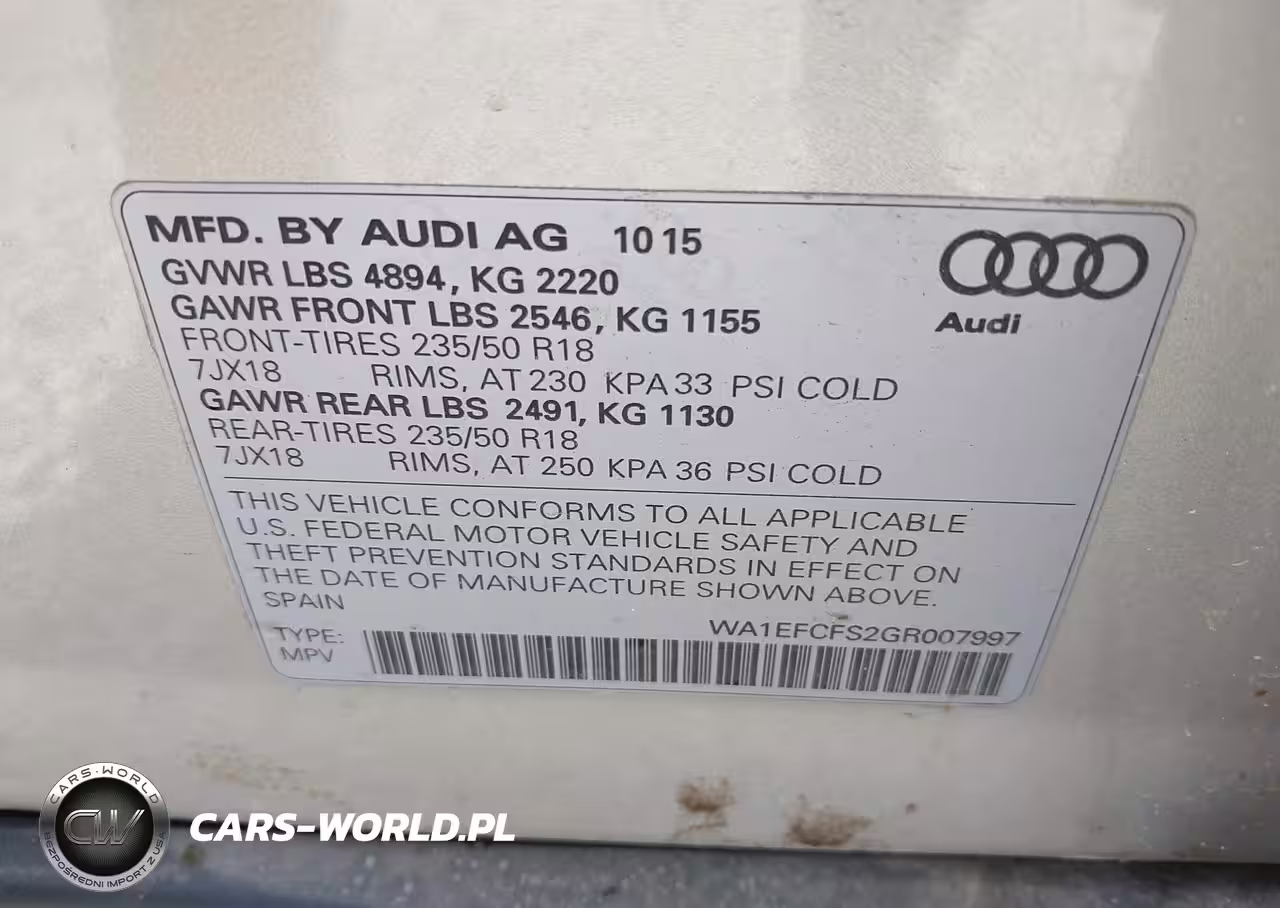 MFD. BY AUDI AG 10 15
GVWR LBS 4894, KG 2220
GAWR FRONT LBS 2546, KG 1155
FRONT-TIRES 235/50 R18
7JX18 RIMS, AT 230 KPA 33 PSI COLD
GAWR REAR LBS 2491, KG 1130
REAR-TIRES 235/50 R18
7JX18 RIMS, AT 250 KPA 36 PSI COLD
Audi
THIS VEHICLE CONFORMS TO ALL APPLICABLE
U.S. FEDERAL MOTOR VEHICLE SAFETY AND
THEFT PREVENTION STANDARDS IN EFFECT ON
THE DATE OF MANUFACTURE SHOWN ABOVE.
SPAIN
WA1EFCFS2GR007997
TYPE:
MPV
CARS-WORLD
CW
BEZPOŚREDNI IMPORT Z USA
CARS-WORLD.PL